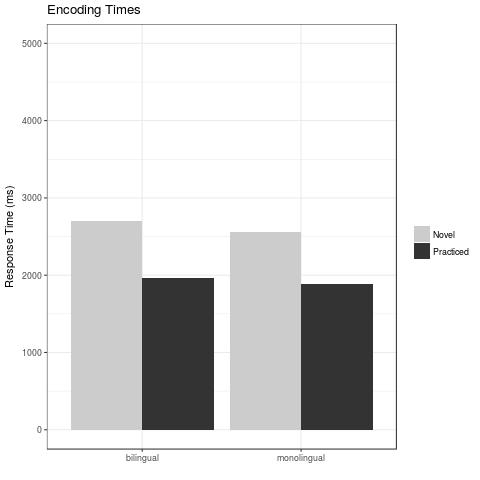 Encoding Times
Response Time (ms)
5000
4000
3000
2000
1000
0
bilingual
monolingual
Novel
Practiced